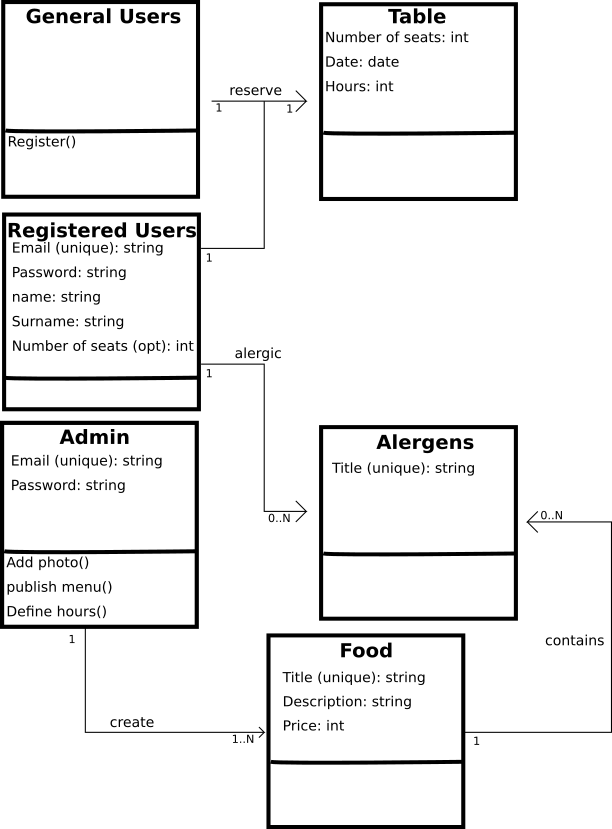 General Users
Register()
reserve
1
1
Table
Number of seats: int
Date: date
Hours: int
Registered Users
Email (unique): string
Password: string
name: string
Surname: string
Number of seats (opt): int
1
alergic
1
0..N
Admin
Email (unique): string
Password: string
Add photo()
publish menu()
Define hours()
Alergens
Title (unique): string
0..N
contains
1
create
1..N
Food
Title (unique): string
Description: string
Price: int
1